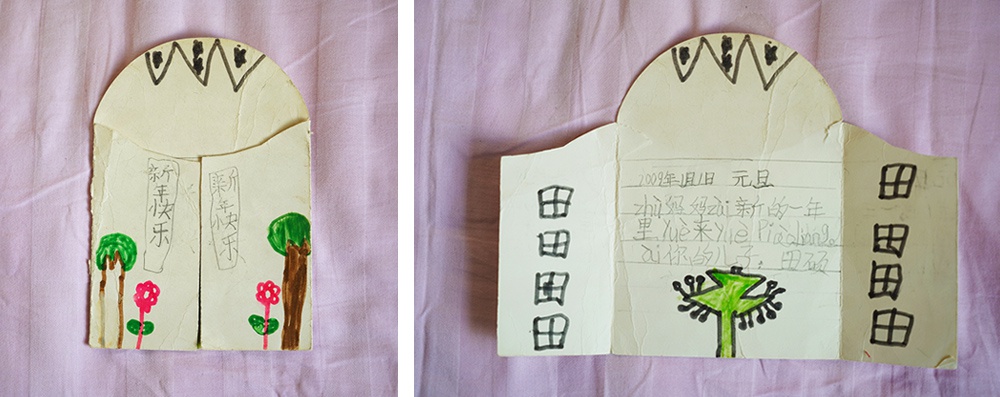 新年快乐
新年快乐
2009年1月1日 元旦
zhù妈妈zài新的一年
里Yuè来Yuè Piàoliang。
ài你的儿子。田硕